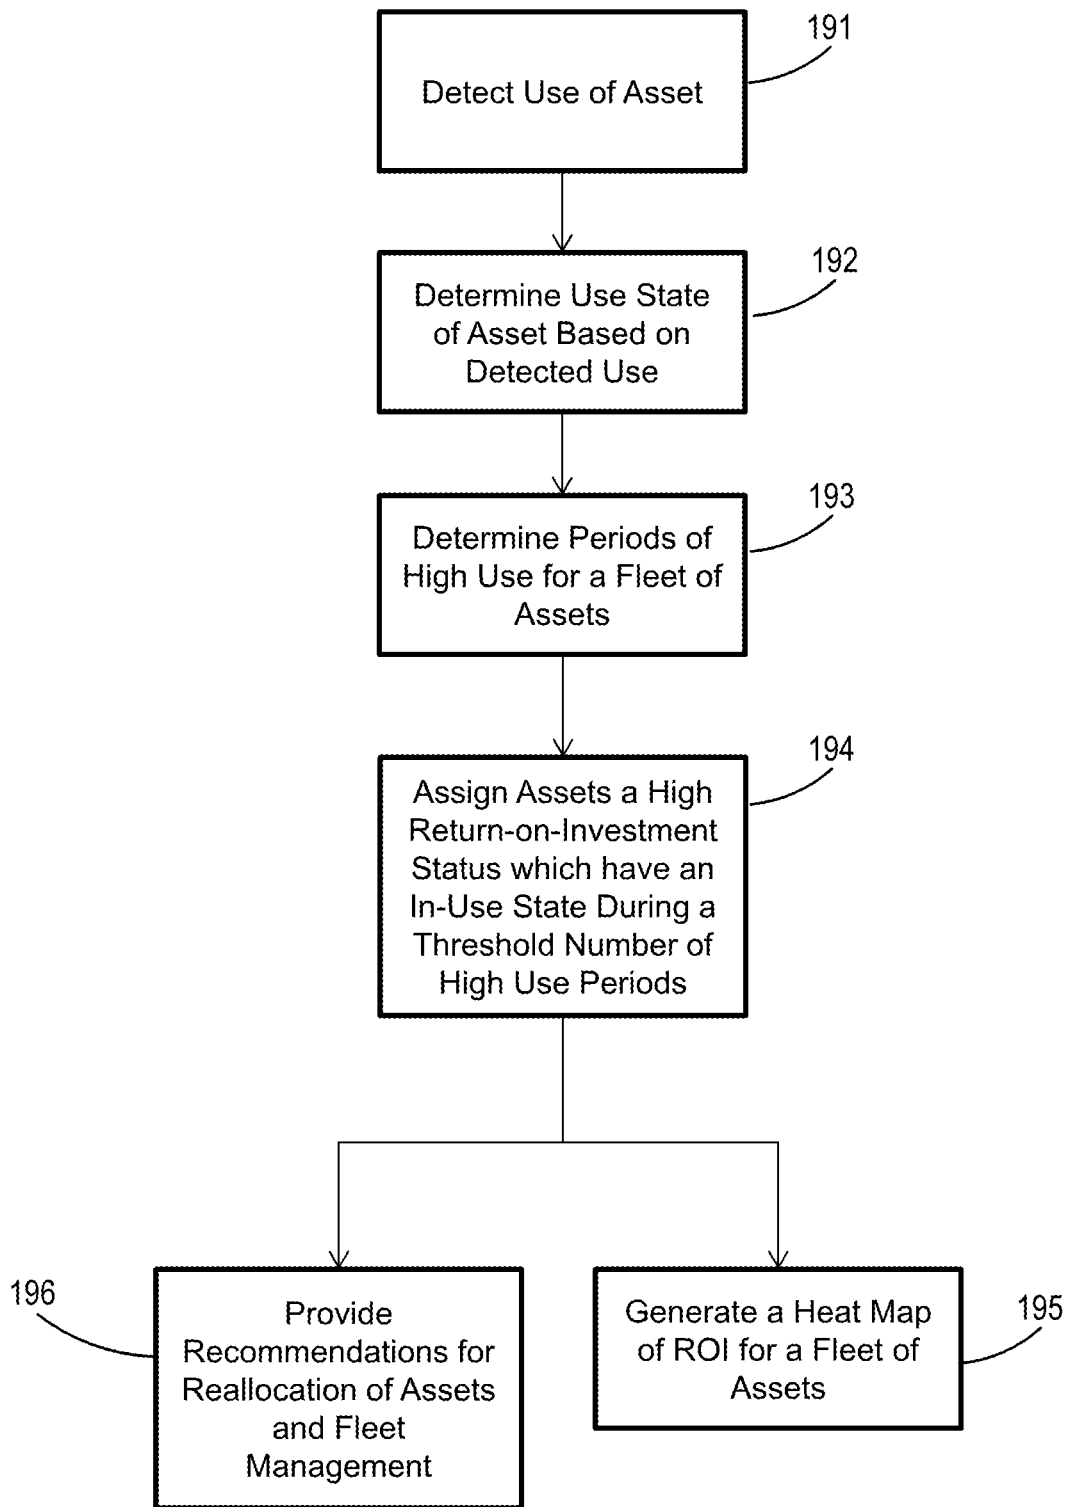 191
Detect Use of Asset
192
Determine Use State
of Asset Based on
Detected Use
193
Determine Periods of
High Use for a Fleet of
Assets
194
Assign Assets a High
Return-on-Investment
Status which have an
In-Use State During a
Threshold Number of
High Use Periods
196
Provide
Recommendations for
Reallocation of Assets
and Fleet
Management
195
Generate a Heat Map
of ROI for a Fleet of
Assets